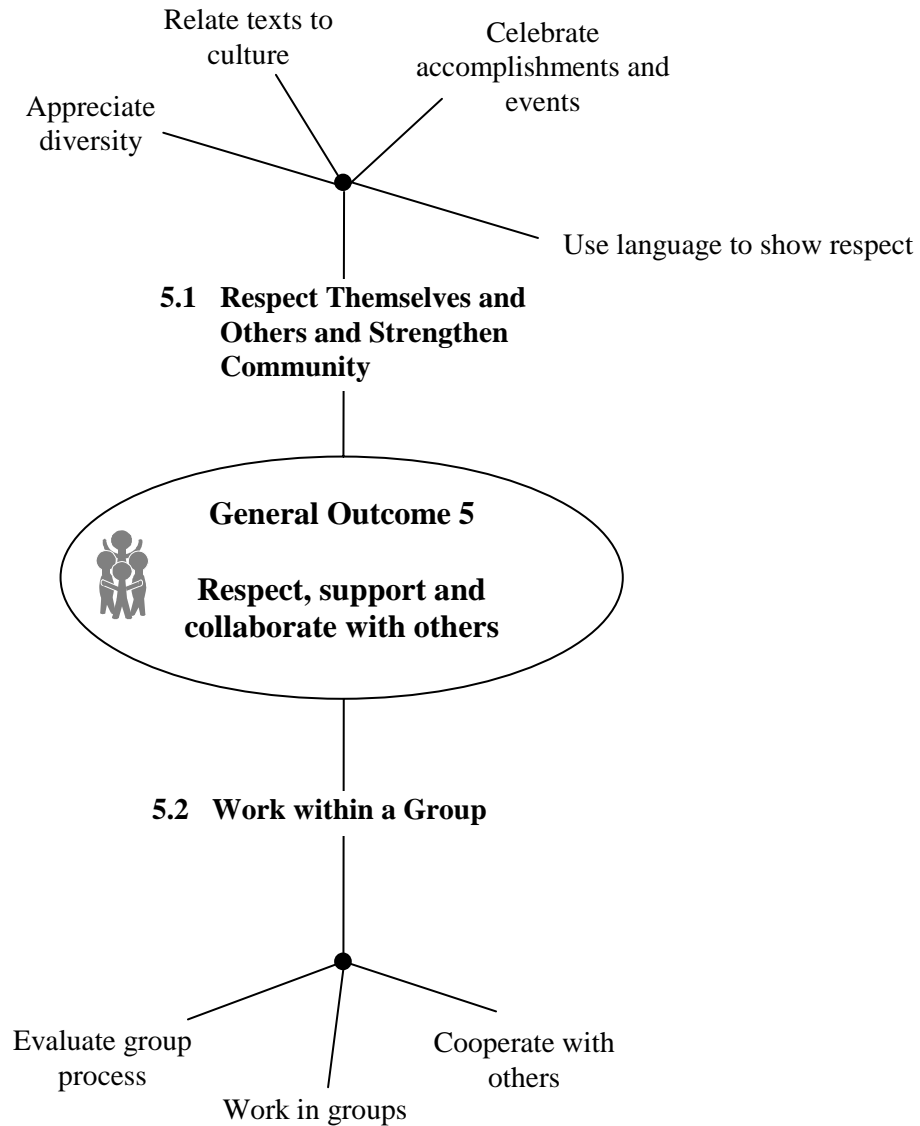 Relate texts to
culture
Celebrate
accomplishments and
events
Appreciate
diversity
Use language to show respect
5.1 Respect Themselves and
Others and Strengthen
Community
General Outcome 5
Respect, support and
collaborate with others
5.2 Work within a Group
Evaluate group
process
Work in groups
Cooperate with
others